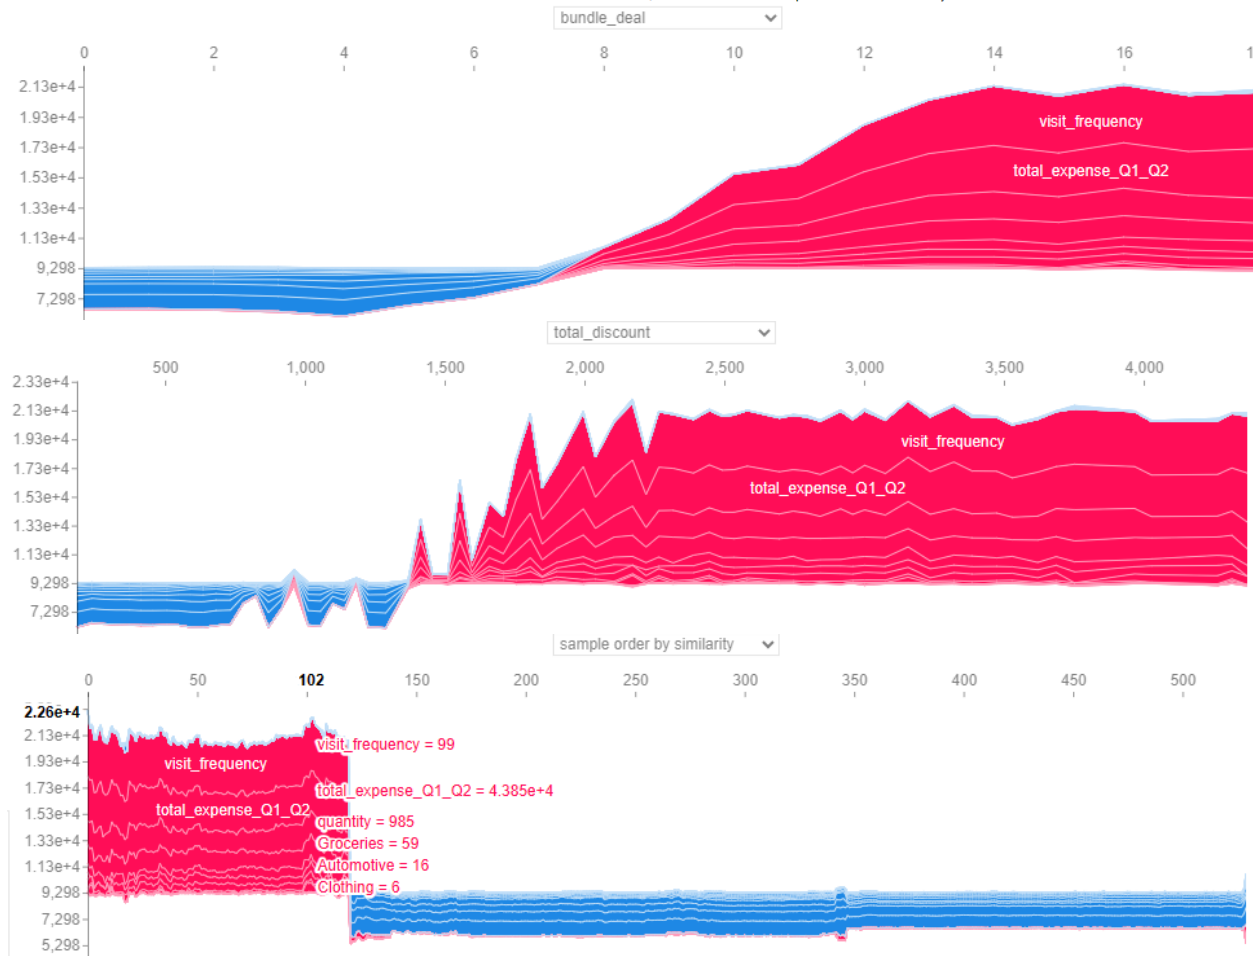 bundle_deal
0 2 4 6 8 10 12 14 16
2.13e+4
1.93e+4
visit_frequency
1.73e+4
total_expense_Q1_Q2
1.53e+4
1.33e+4
1.13e+4
9,298
7,298
total_discount
500 1,000 1,500 2,000 2,500 3,000 3,500 4,000
2.33e+4
2.13e+4
1.93e+4
visit_frequency
1.73e+4
total_expense_Q1_Q2
1.53e+4
1.33e+4
1.13e+4
9,298
7,298
sample order by similarity
0 50 102 150 200 250 300 350 400 450 500
2.26e+4
2.13e+4
visit_frequency = 99
1.93e+4
visit_frequency
1.73e+4
total_expense_Q1_Q2 = 4.385e+4
total_expense_Q1_Q2
1.53e+4
quantity = 985
1.33e+4
Groceries = 59
1.13e+4
Automotive = 16
9,298
Clothing = 6
7,298
5,298